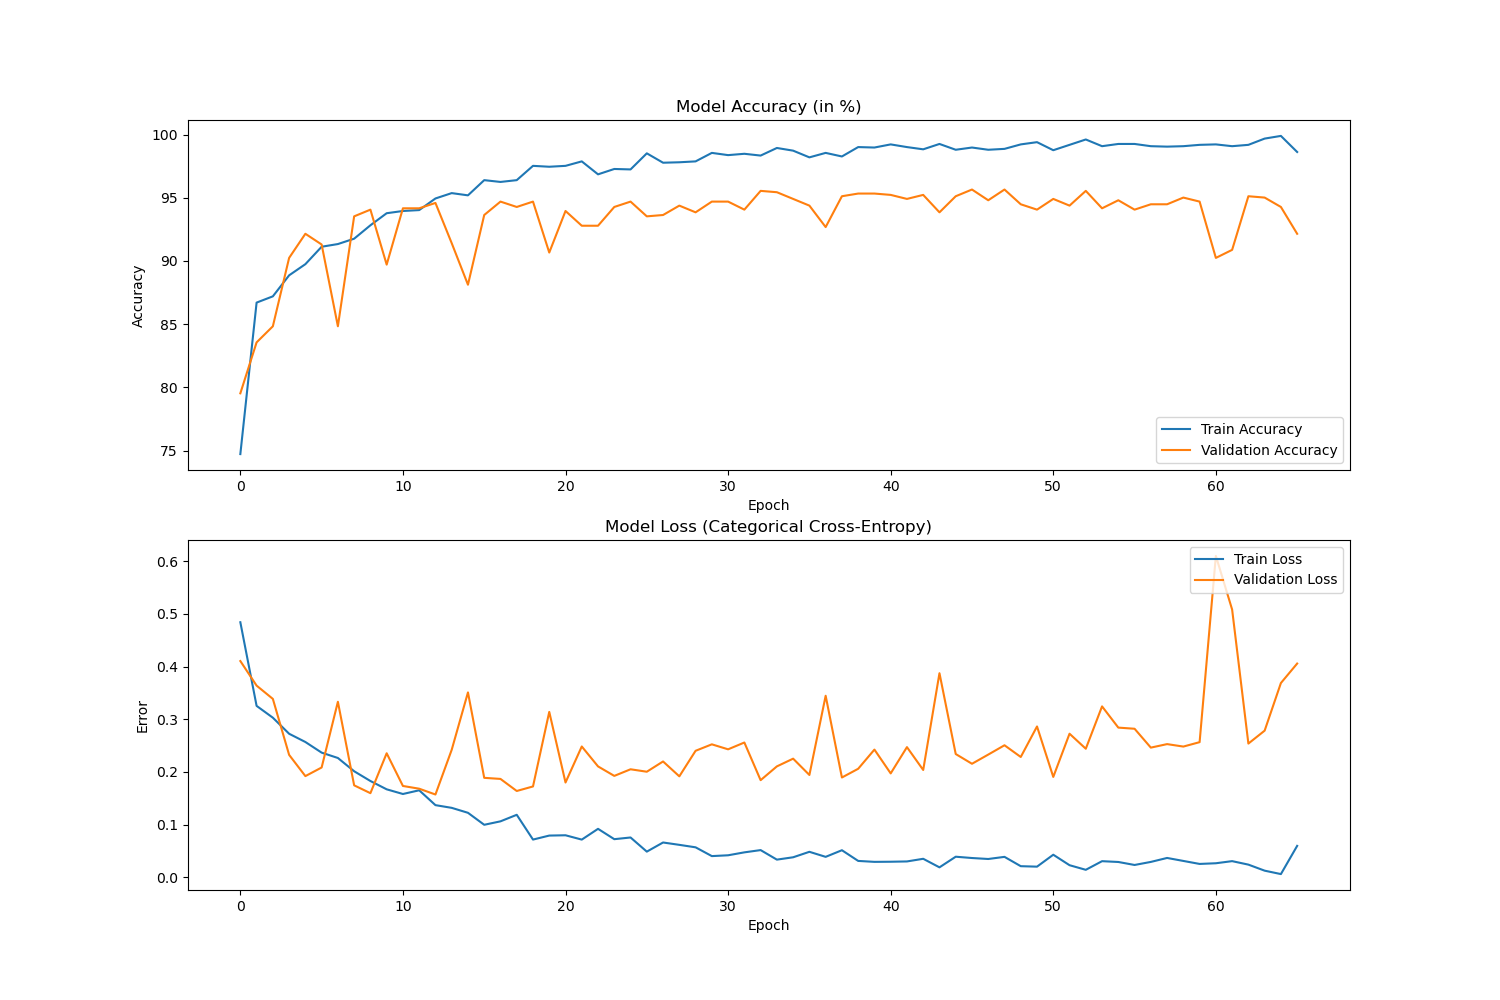 Model Accuracy (in %)
100
95
90
85
80
75
Accuracy
Train Accuracy
Validation Accuracy
0 10 20 30 40 50 60
Epoch
Model Loss (Categorical Cross-Entropy)
0.6
0.5
0.4
0.3
0.2
0.1
0.0
Error
Train Loss
Validation Loss
0 10 20 30 40 50 60
Epoch